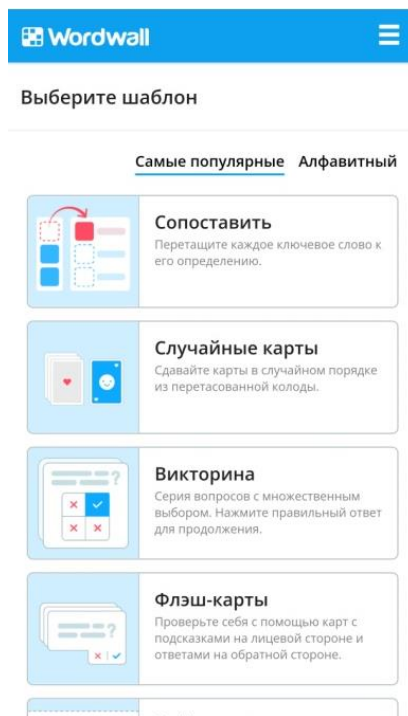 Wordwall
Выберите шаблон
Самые популярные Алфавитный
Сопоставить
Перетащите каждое ключевое слово к
его определению.
Случайные карты
Сдавайте карты в случайном порядке
из перетасованной колоды.
Викторина
Серия вопросов с множественным
выбором. Нажмите правильный ответ
для продолжения.
Флэш-карты
Проверьте себя с помощью карт с
подсказками на лицевой стороне и
ответами на обратной стороне.